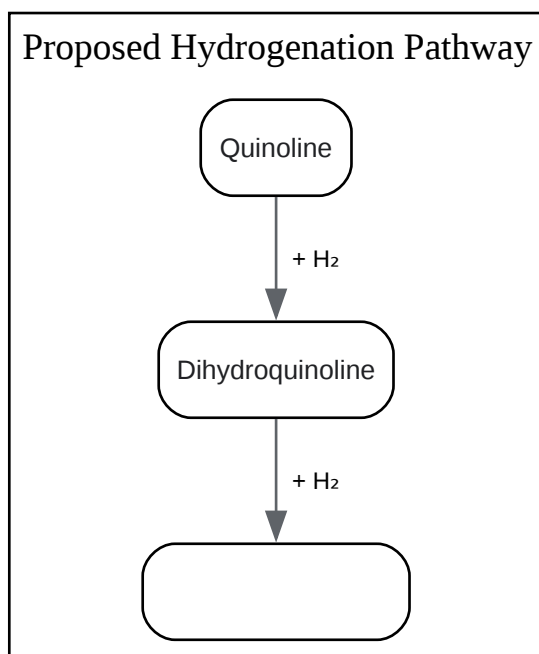 Proposed Hydrogenation Pathway
Quinoline
+ H₂
Dihydroquinoline
+ H₂